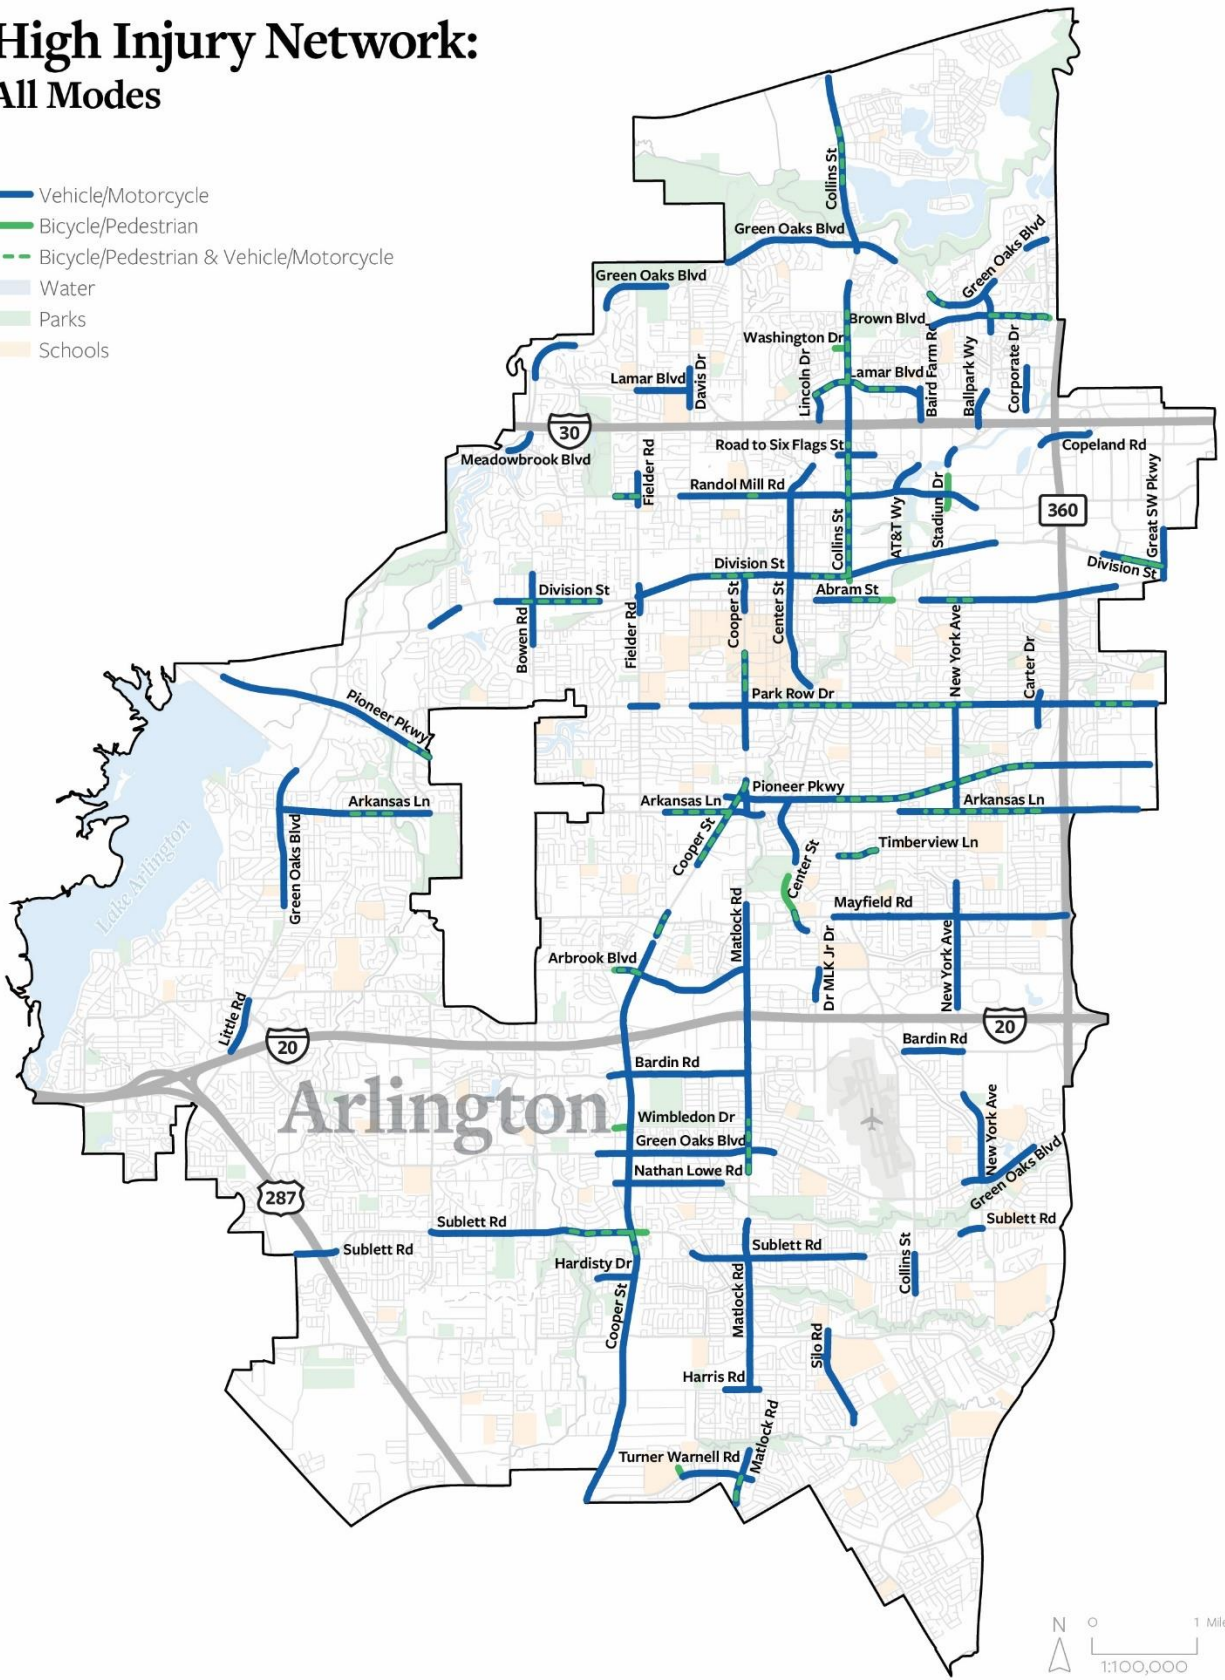 High Injury Network:
All Modes
Vehicle/Motorcycle
Bicycle/Pedestrian
Bicycle/Pedestrian & Vehicle/Motorcycle
Water
Parks
Schools
Collins St
Green Oaks Blvd
Green Oaks Blvd
Green Oaks Blvd
Brown Blvd
Washington Dr
Lincoln Dr
Lamar Blvd
Baird Farm Rd
Ballpark Wy
Corporate Dr
Lamar Blvd
Davis Dr
30
Meadowbrook Blvd
Road to Six Flags St
Copeland Rd
Fielder Rd
Randol Mill Rd
Collins St
AT&T Wy
Stadium Dr
360
Great SW Pkwy
Division St
Division St
Division St
Abram St
Bowen Rd
Fielder Rd
Cooper St
Center St
New York Ave
Carter Dr
Park Row Dr
Pioneer Pkwy
Pioneer Pkwy
Arkansas Ln
Arkansas Ln
Arkansas Ln
Green Oaks Blvd
Lake Arlington
Cooper St
Center St
Timberview Ln
Mayfield Rd
Matlock Rd
Arbrook Blvd
Dr MLK Jr Dr
New York Ave
Little Rd
20
20
Bardin Rd
Bardin Rd
Arlington
Wimbledon Dr
Green Oaks Blvd
Nathan Lowe Rd
New York Ave
Green Oaks Blvd
287
Sublett Rd
Sublett Rd
Sublett Rd
Sublett Rd
Hardisty Dr
Cooper St
Matlock Rd
Collins St
Silo Rd
Harris Rd
Turner Warnell Rd
Matlock Rd
N
0
1 Mile
1:100,000